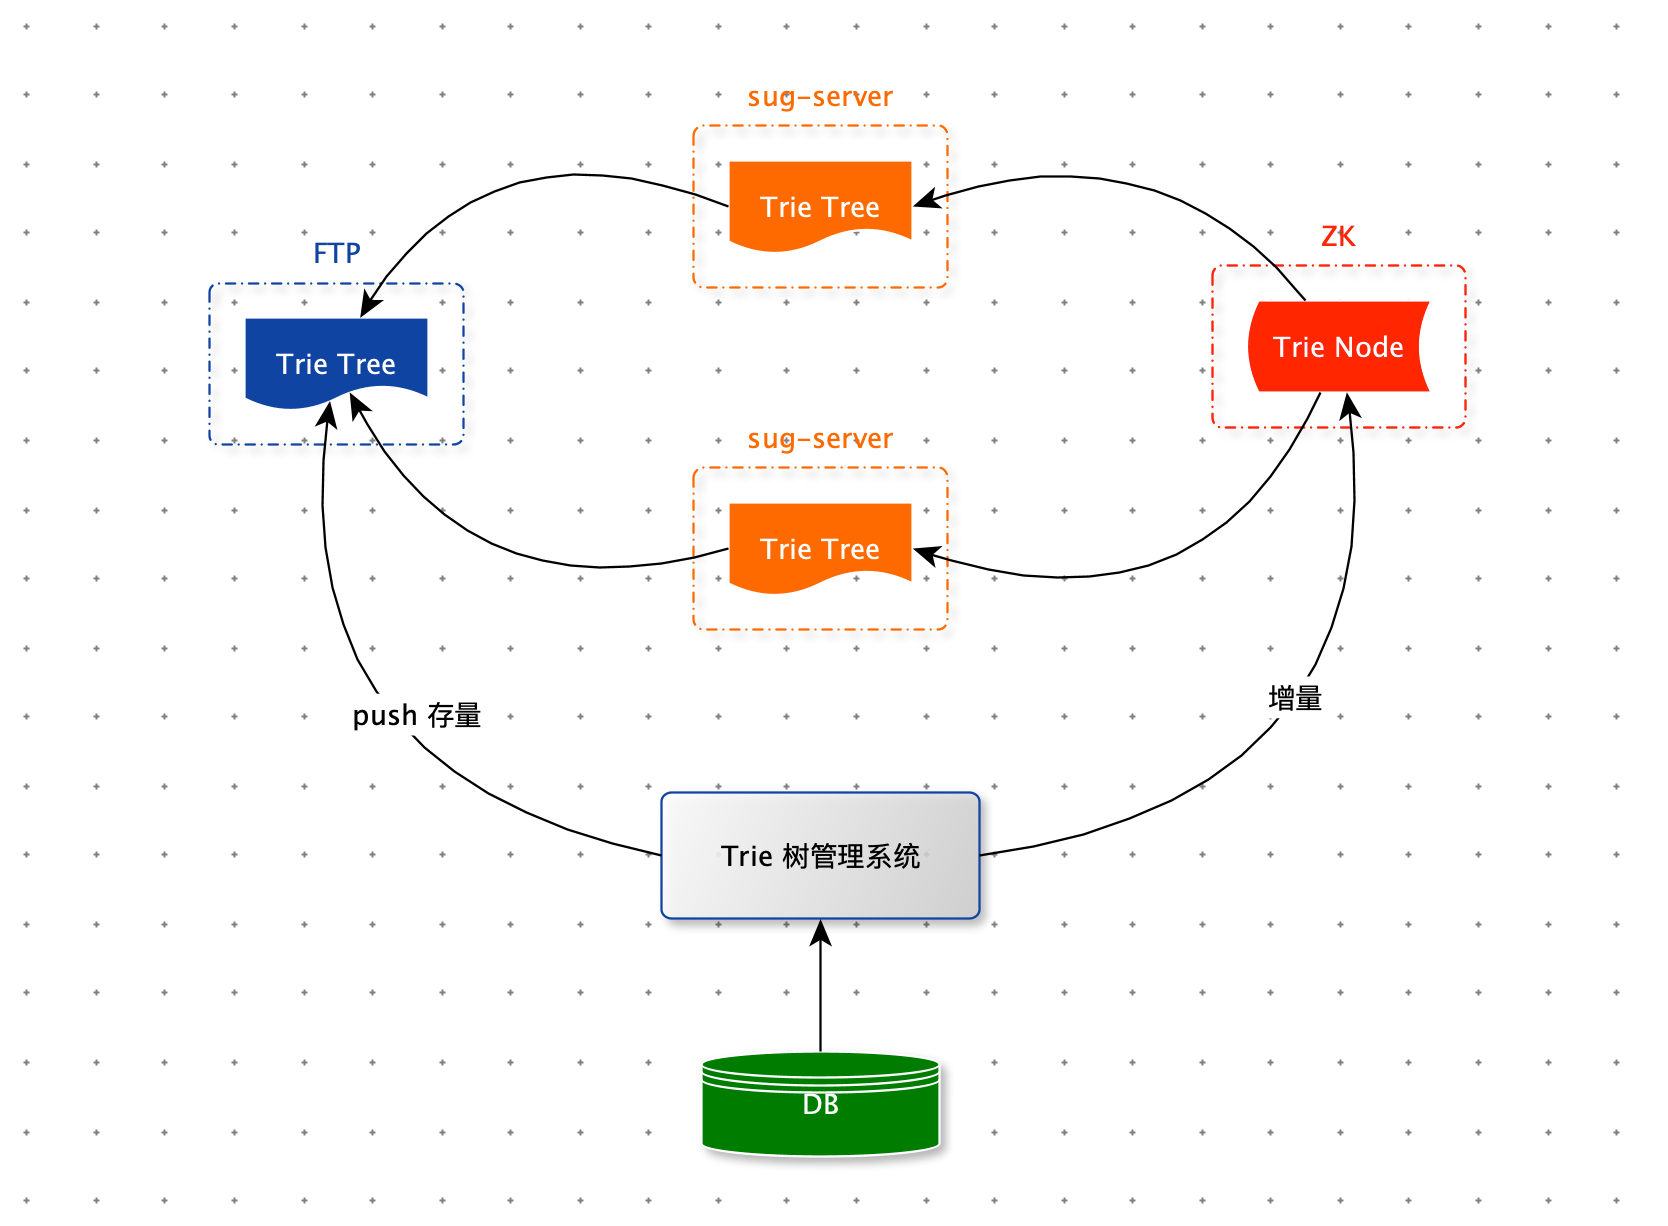 sug-server
Trie Tree
ZK
FTP
Trie Node
Trie Tree
sug-server
Trie Tree
增量
push 存量
Trie 树管理系统
DB